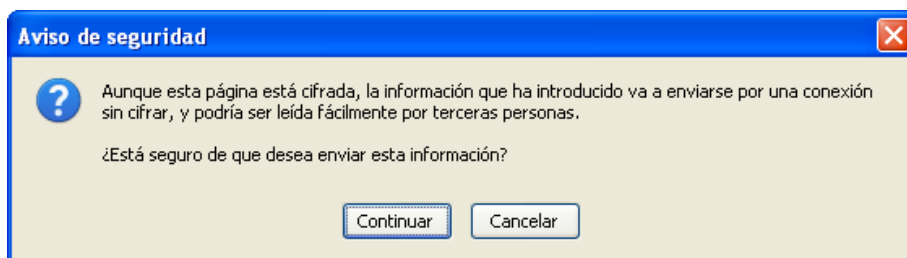 Aviso de seguridad
Aunque esta página está cifrada, la información que ha introducido va a enviarse por una conexión
sin cifrar, y podría ser leída fácilmente por terceras personas.
¿Está seguro de que desea enviar esta información?
Continuar Cancelar